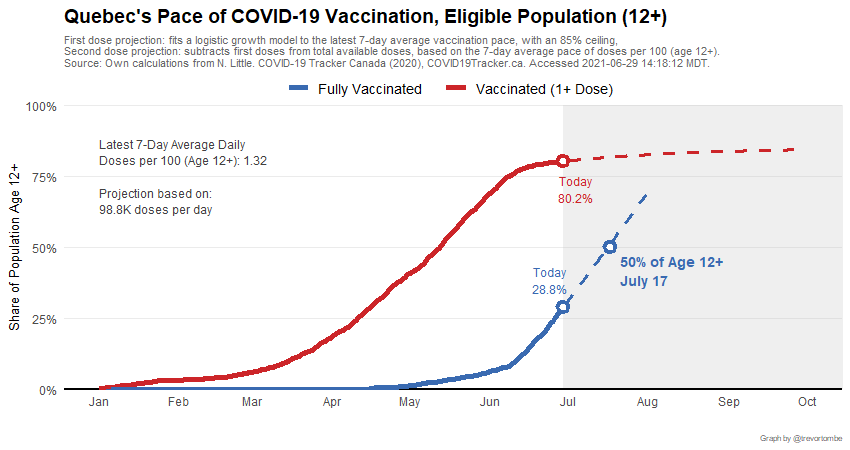 Quebec's Pace of COVID-19 Vaccination, Eligible Population (12+)
First dose projection: fits a logistic growth model to the latest 7-day average vaccination pace, with an 85% ceiling,
Second dose projection: subtracts first doses from total available doses, based on the 7-day average pace of doses per 100 (age 12+).
Source: Own calculations from N. Little. COVID-19 Tracker Canada (2020), COVID19Tracker.ca. Accessed 2021-06-29 14:18:12 MDT.
Fully Vaccinated
Vaccinated (1+ Dose)
100%
75%
50%
25%
0%
Share of Population Age 12+
Latest 7-Day Average Daily
Doses per 100 (Age 12+): 1.32
Projection based on:
98.8K doses per day
Today
80.2%
Today
28.8%
50% of Age 12+
July 17
Jan
Feb
Mar
Apr
May
Jun
Jul
Aug
Sep
Oct
Graph by @trevortombe